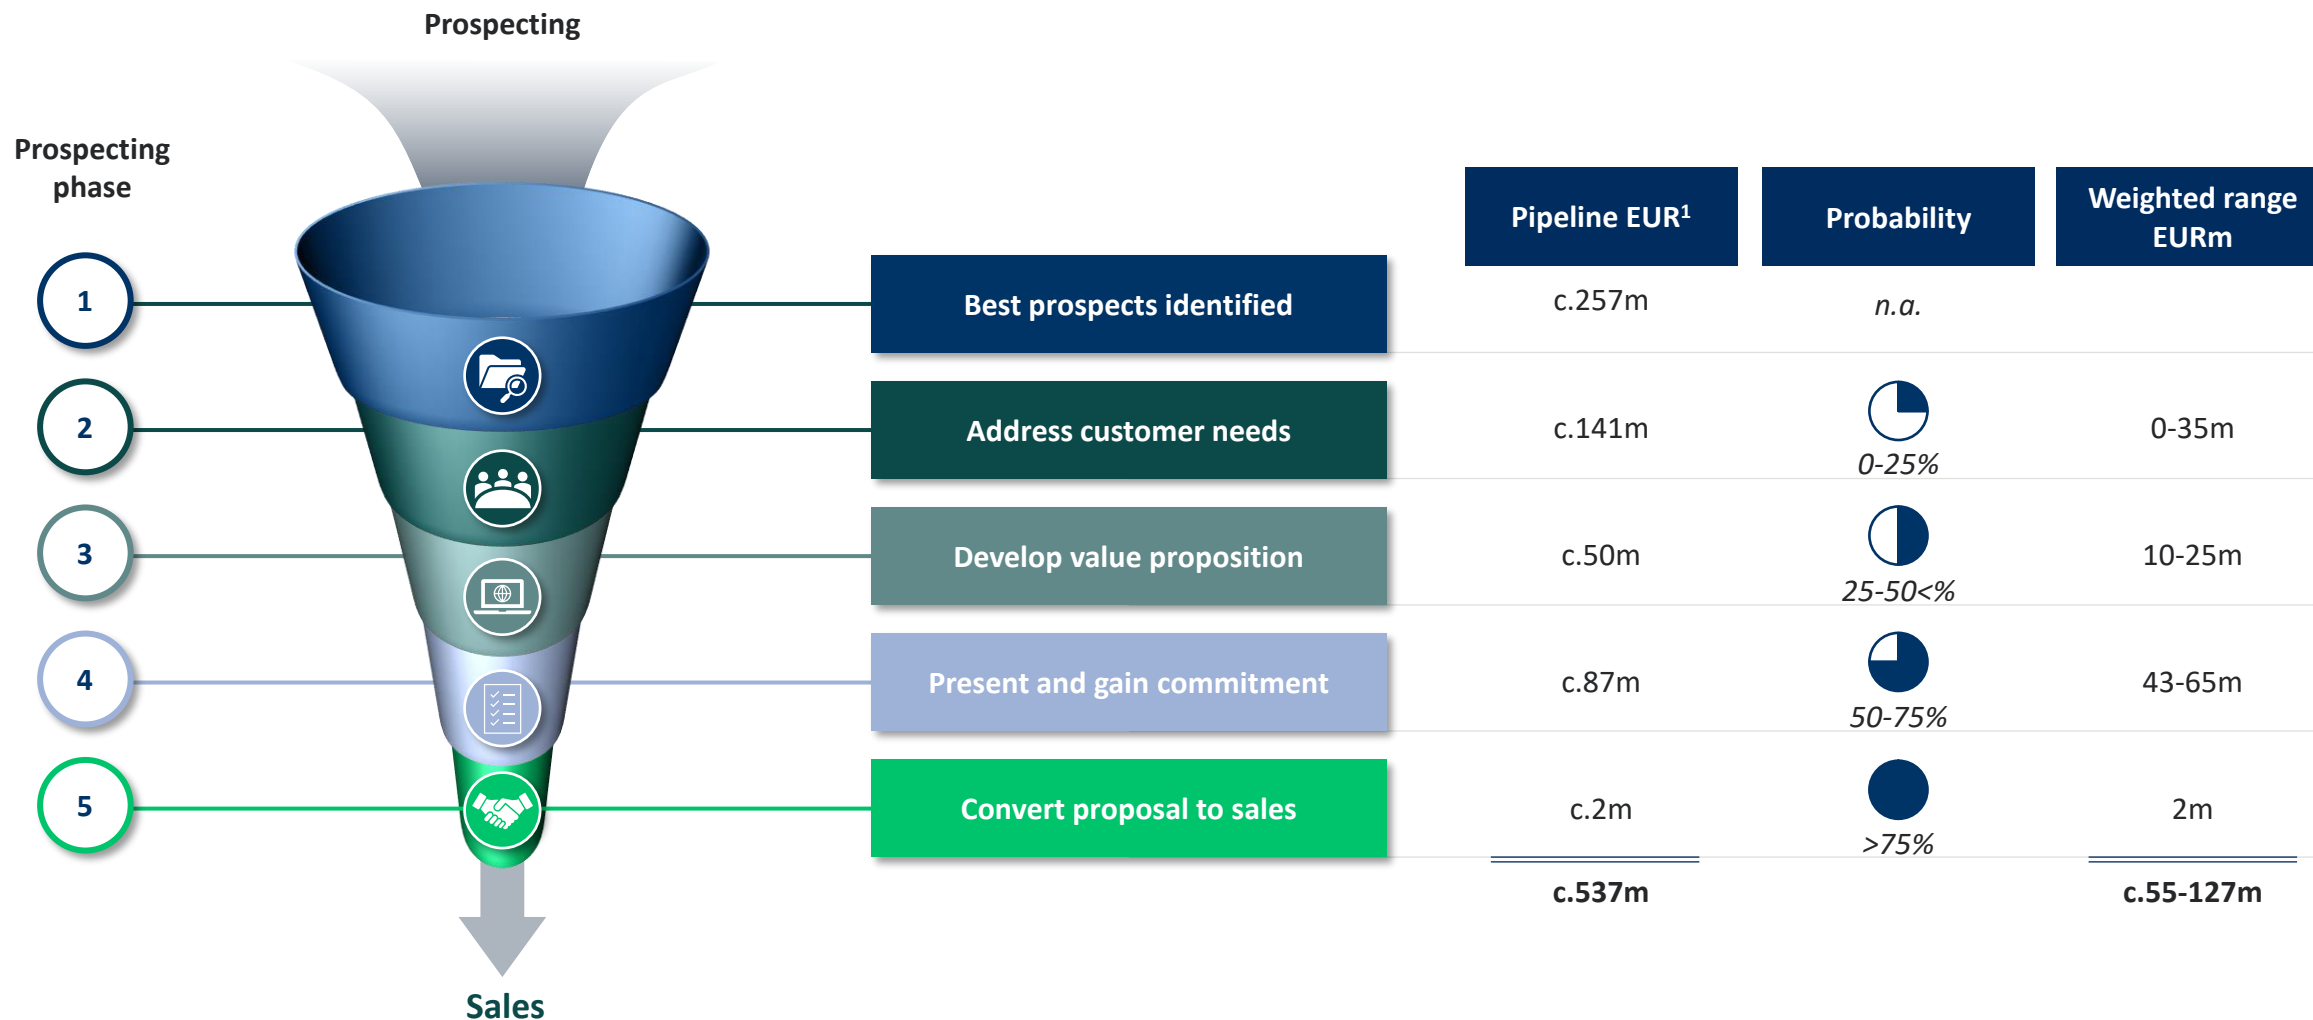 Prospecting
Prospecting
phase
Pipeline EUR¹
Probability
Weighted range
EURm
1
Best prospects identified
c.257m
n.a.
2
Address customer needs
c.141m
0-25%
0-35m
3
Develop value proposition
c.50m
25-50<%
10-25m
4
Present and gain commitment
c.87m
50-75%
43-65m
5
Convert proposal to sales
c.2m
>75%
2m
c.537m
c.55-127m
Sales